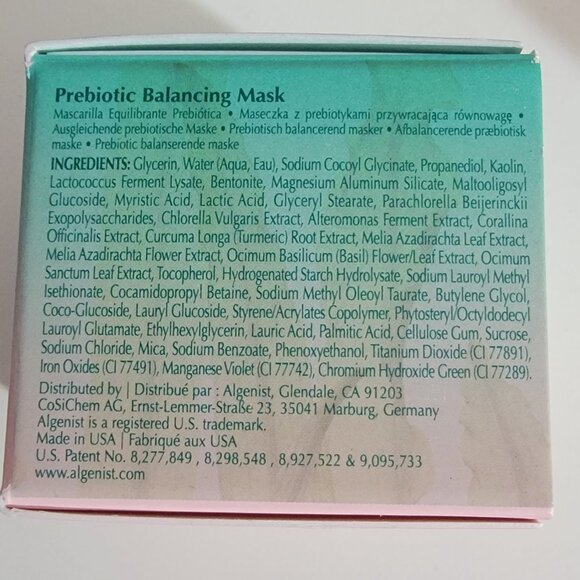 Prebiotic Balancing Mask
Mascarilla Equilibrante Prebiótica • Maseczka z prebiotykami przywracająca równowagę •
Ausgleichende prebiotische Maske • Prebiotisch balancerend masker • Afbalancerende præbiotisk
maske • Prebiotic balanserende maske
INGREDIENTS: Glycerin, Water (Aqua, Eau), Sodium Cocoyl Glycinate, Propanediol, Kaolin,
Lactococcus Ferment Lysate, Bentonite, Magnesium Aluminum Silicate, Maltooligosyl
Glucoside, Myristic Acid, Lactic Acid, Glyceryl Stearate, Parachlorella Beijerinckii
Exopolysaccharides, Chlorella Vulgaris Extract, Alteromonas Ferment Extract, Corallina
Officinalis Extract, Curcuma Longa (Turmeric) Root Extract, Melia Azadirachta Leaf Extract,
Melia Azadirachta Flower Extract, Ocimum Basilicum (Basil) Flower/Leaf Extract, Ocimum
Sanctum Leaf Extract, Tocopherol, Hydrogenated Starch Hydrolysate, Sodium Lauroyl Methyl
Isethionate, Cocamidopropyl Betaine, Sodium Methyl Oleoyl Taurate, Butylene Glycol,
Coco-Glucoside, Lauryl Glucoside, Styrene/Acrylates Copolymer, Phytosteryl/Octyldodecyl
Lauroyl Glutamate, Ethylhexylglycerin, Lauric Acid, Palmitic Acid, Cellulose Gum, Sucrose,
Sodium Chloride, Mica, Sodium Benzoate, Phenoxyethanol, Titanium Dioxide (CI 77891),
Iron Oxides (CI 77491), Manganese Violet (CI 77742), Chromium Hydroxide Green (CI 77289).
Distributed by | Distribué par : Algenist, Glendale, CA 91203
CoSiChem AG, Ernst-Lemmer-Straße 23, 35041 Marburg, Germany
Algenist is a registered U.S. trademark.
Made in USA | Fabriqué aux USA
U.S. Patent No. 8,277,849 , 8,298,548 , 8,927,522 & 9,095,733
www.algenist.com